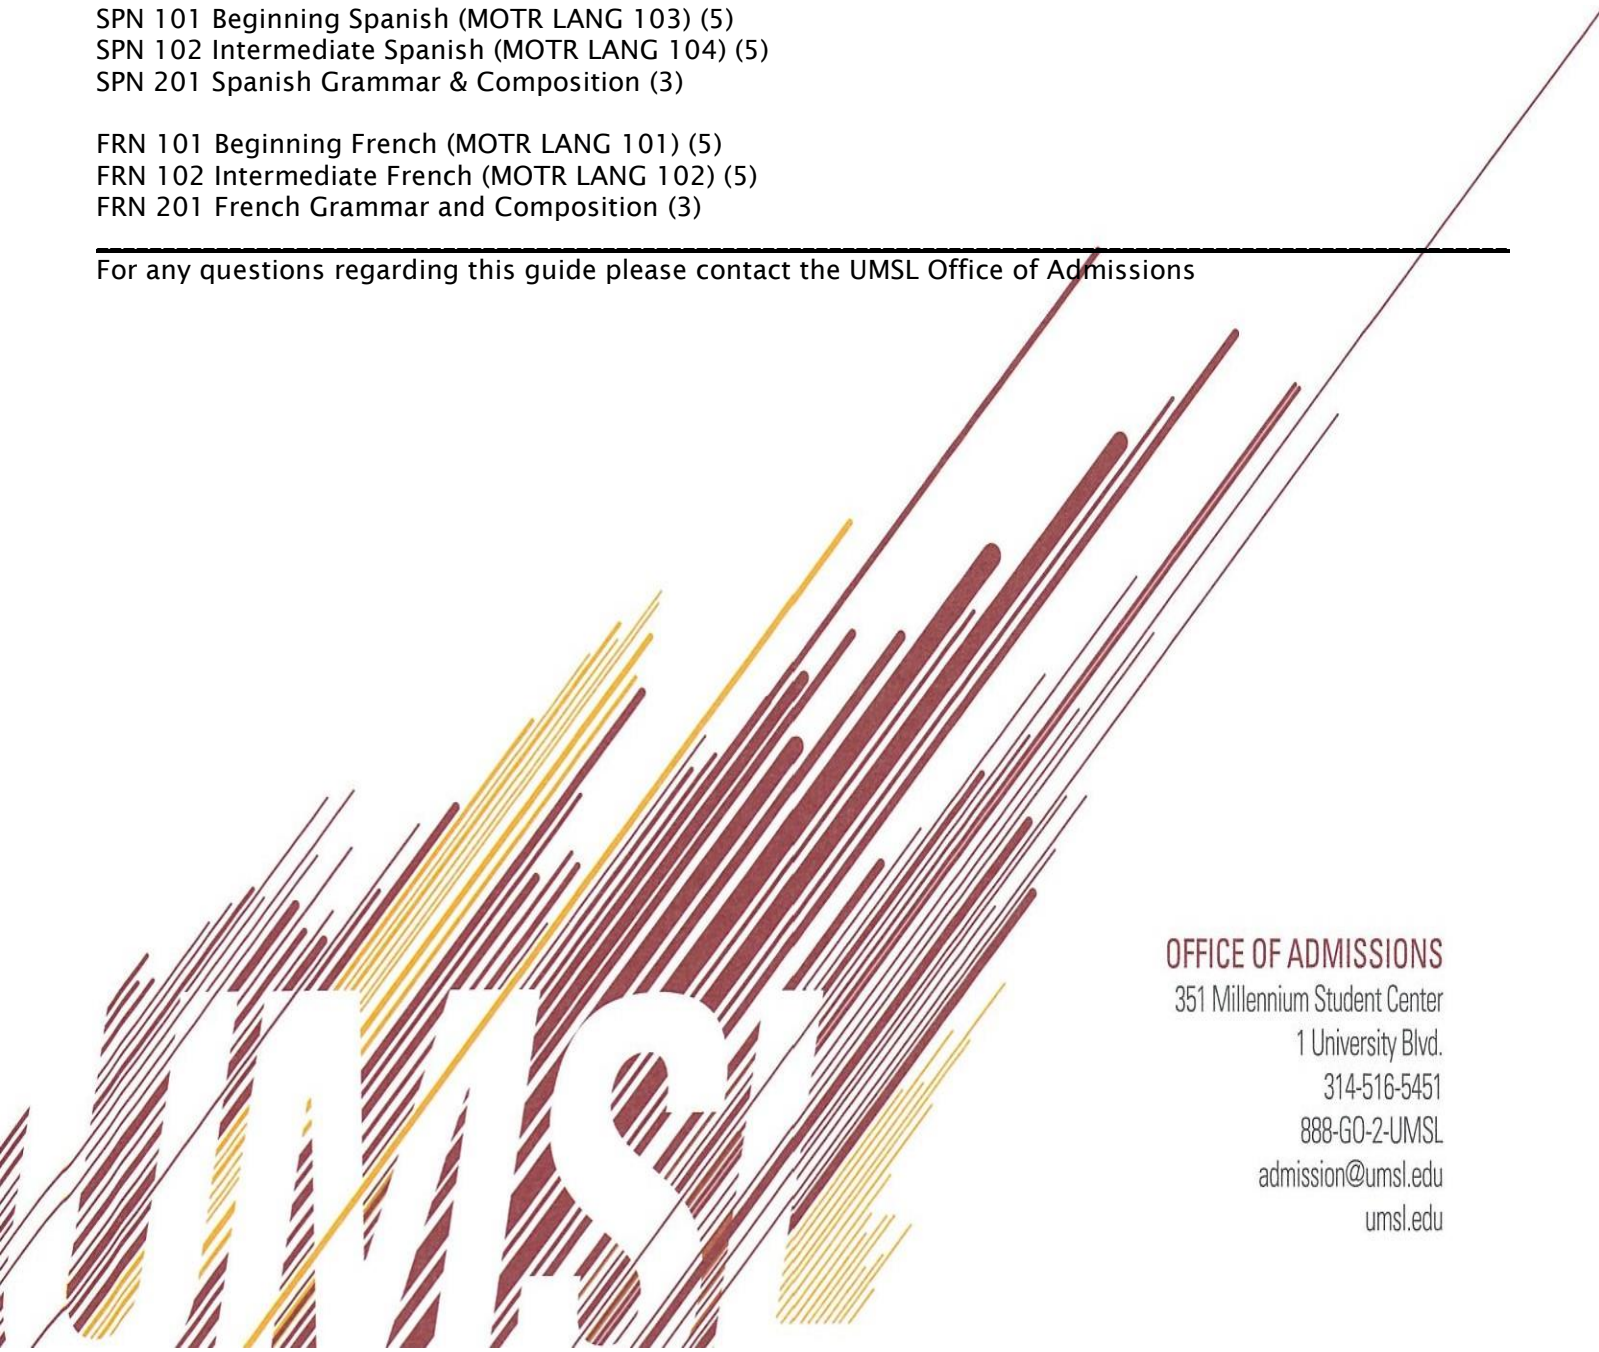 SPN 101 Beginning Spanish (MOTR LANG 103) (5)
SPN 102 Intermediate Spanish (MOTR LANG 104) (5)
SPN 201 Spanish Grammar & Composition (3)
FRN 101 Beginning French (MOTR LANG 101) (5)
FRN 102 Intermediate French (MOTR LANG 102) (5)
FRN 201 French Grammar and Composition (3)
For any questions regarding this guide please contact the UMSL Office of Admissions
OFFICE OF ADMISSIONS
351 Millennium Student Center
1 University Blvd.
314-516-5451
888-GO-2-UMSL
admission@umsl.edu
umsl.edu
UMSL